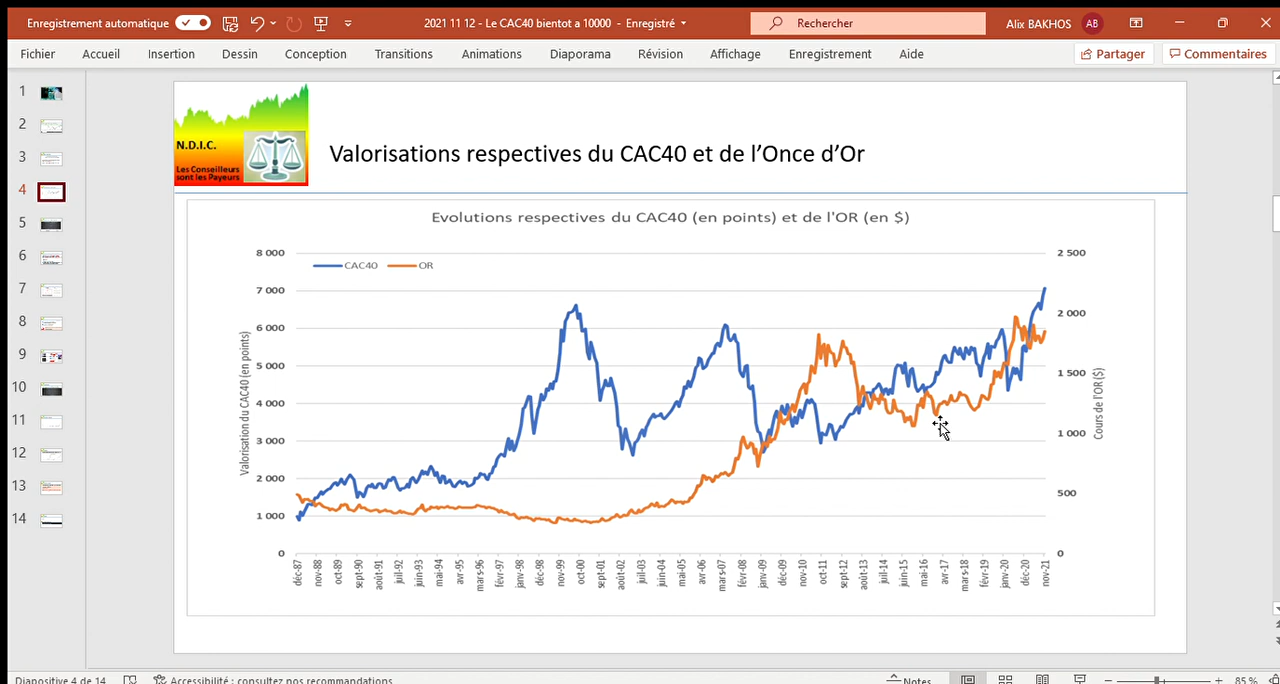 Enregistrement automatique
2021 11 12 - Le CAC40 bientot a 10000 - Enregistré
Rechercher
Alix BAKHOS AB
Fichier Accueil Insertion Dessin Conception Transitions Animations Diaporama Révision Affichage Enregistrement Aide
Partager Commentaires
1
2
3
4
5
6
7
8
9
10
11
12
13
14
N.D.I.C.
Les Conseilleurs
sont les Payeurs
Valorisations respectives du CAC40 et de l'Once d'Or
Evolutions respectives du CAC40 (en points) et de l'OR (en $)
CAC40 OR
Valorisation du CAC40 (en points)
8 000
7 000
6 000
5 000
4 000
3 000
2 000
1 000
0
2 500
2 000
1 500
1 000
500
0
Cours de l'OR($)
déc-87 nov-88 oct-89 sept-90 août-91 juil-92 juin-93 mai-94 avr-95 mars-96 févr-97 janv-98 déc-98 nov-99 oct-00 sept-01 août-02 juil-03 juin-04 mai-05 avr-06 mars-07 févr-08 janv-09 déc-09 nov-10 oct-11 sept-12 août-13 juil-14 juin-15 mai-16 avr-17 mars-18 févr-19 janv-20 déc-20 nov-21
Diapositive 4 de 14 Accessibilité : consultez nos recommandations Notes 85 %